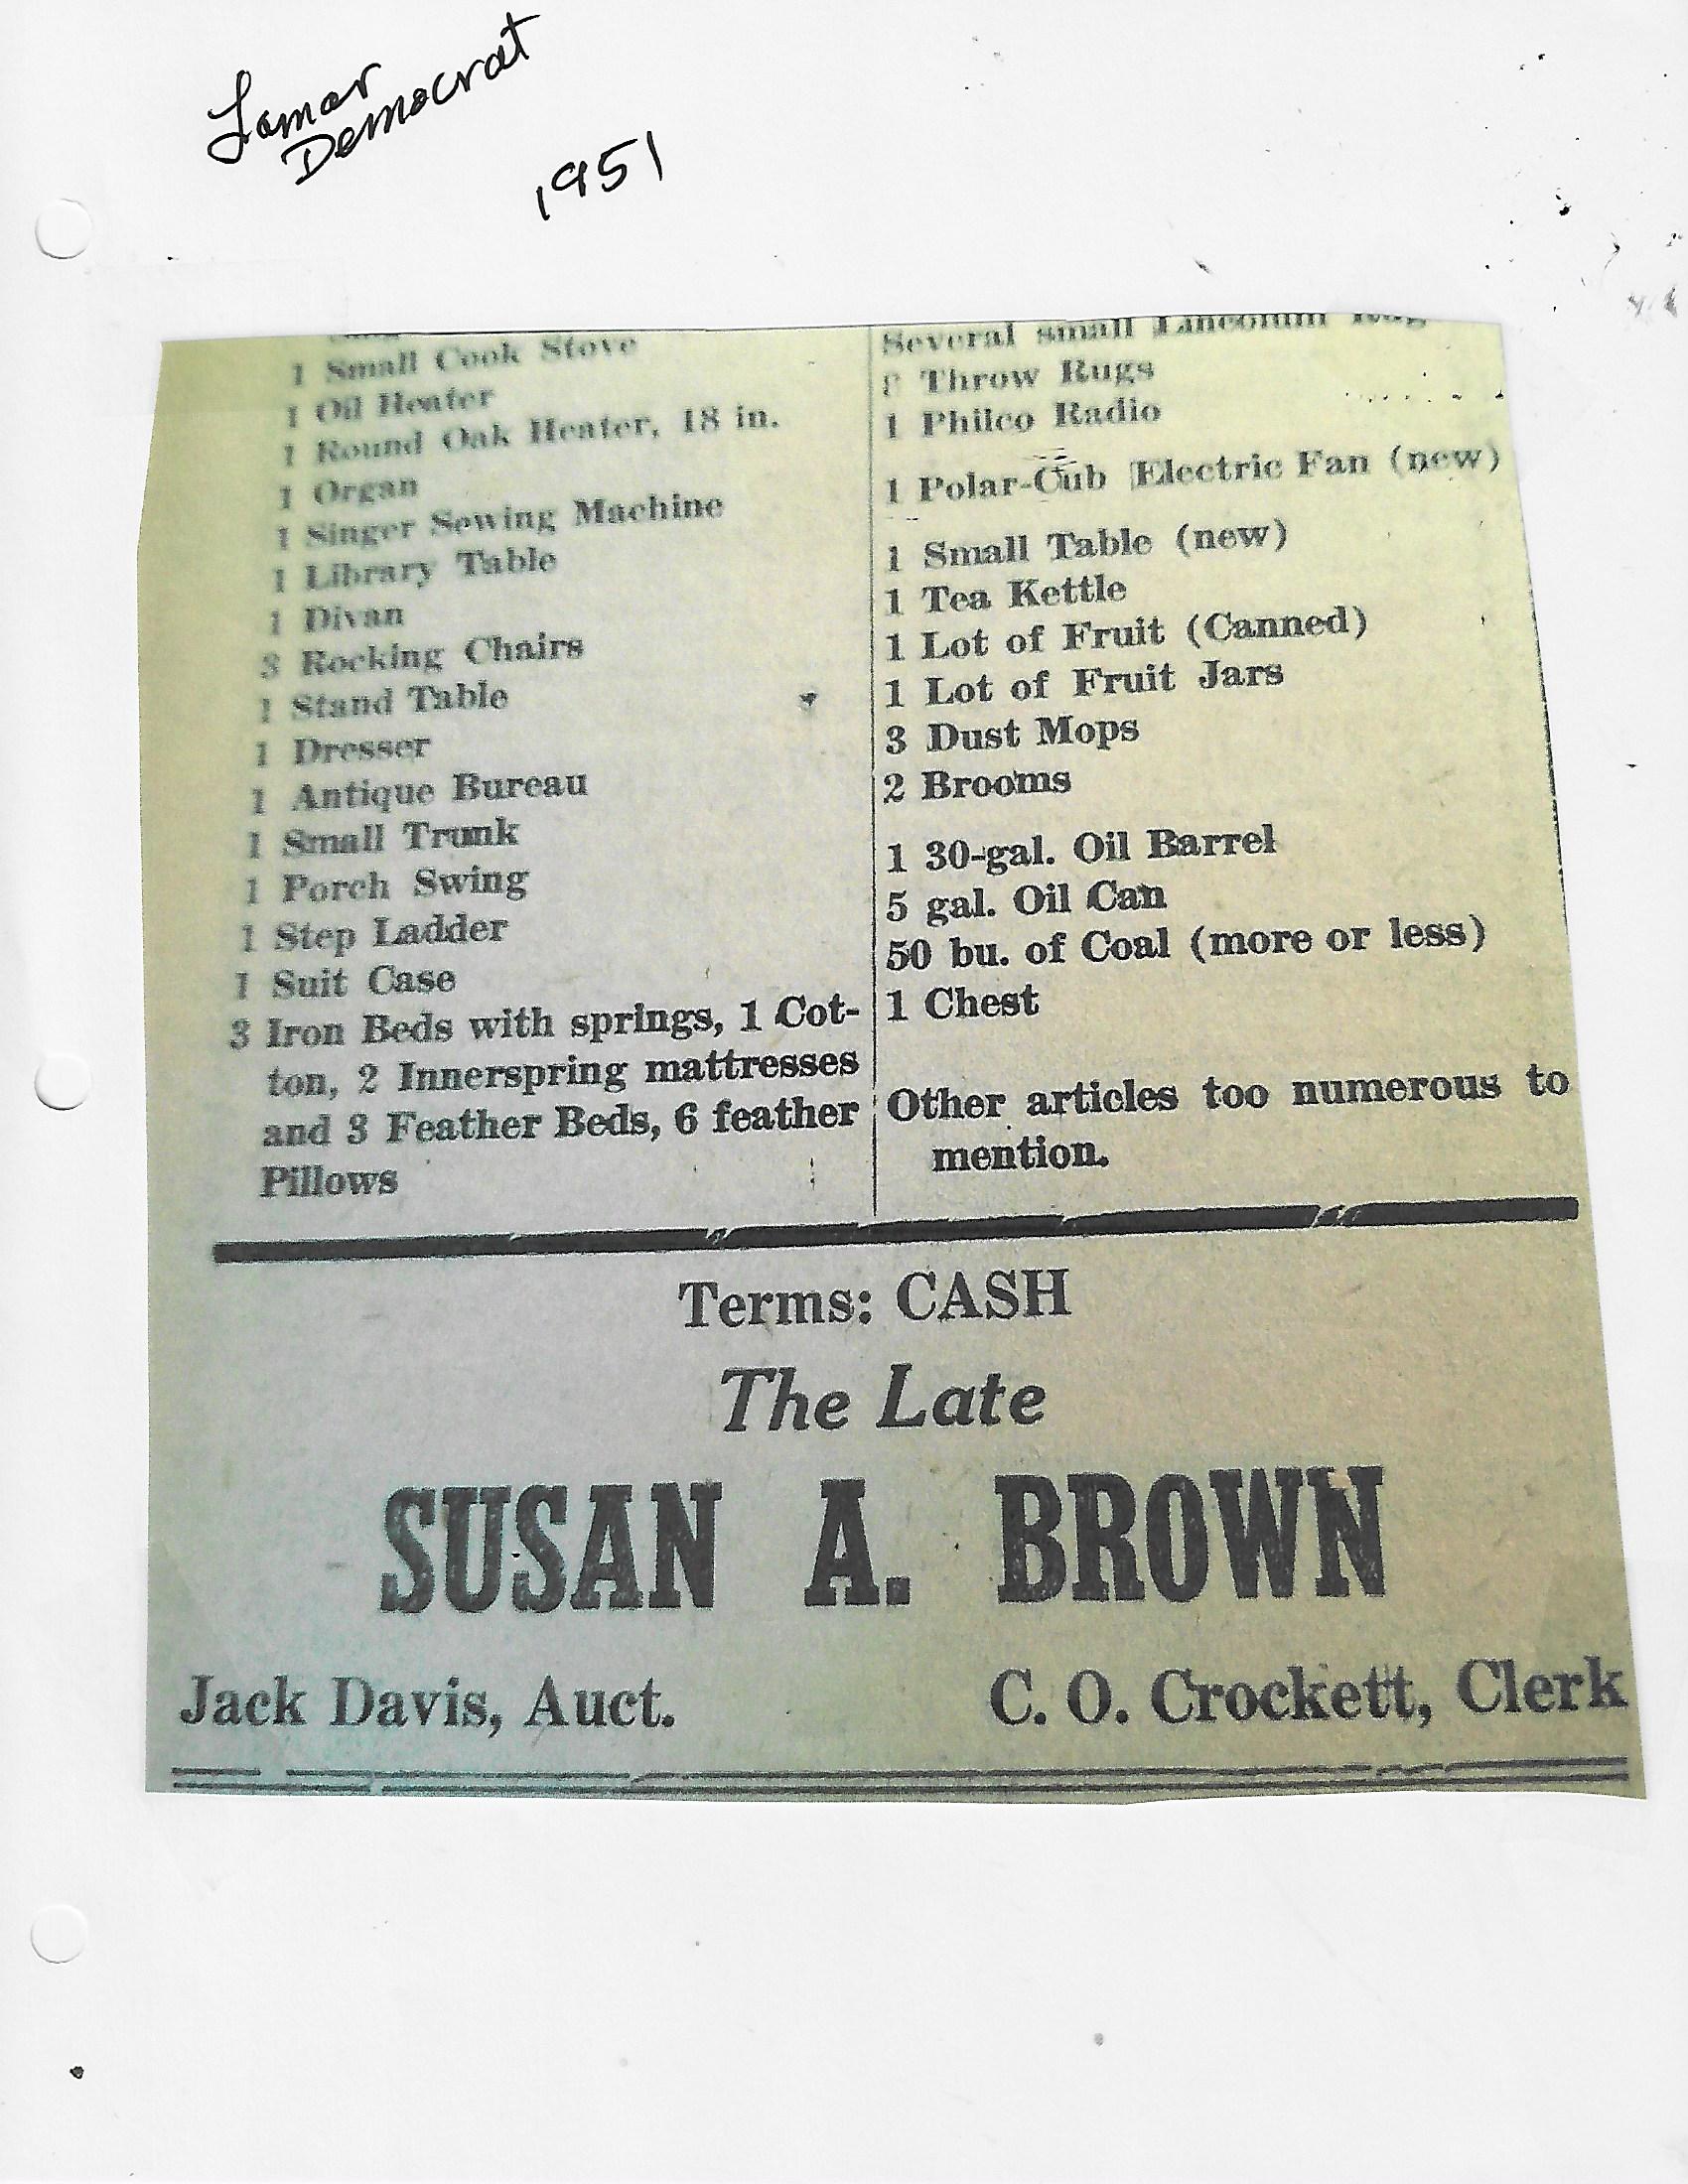 Lamar
Democrat
1951
1 Small Cook Stove
1 Oil Heater
1 Round Oak Heater, 18 in.
1 Organ
1 Singer Sewing Machine
1 Library Table
1 Divan
3 Rocking Chairs
1 Stand Table
1 Dresser
1 Antique Bureau
1 Small Trunk
1 Porch Swing
1 Step Ladder
1 Suit Case
3 Iron Beds with springs, 1 Cot-
ton, 2 Innerspring mattresses
and 3 Feather Beds, 6 feather
Pillows
Several small Lineolum Rug
Throw Rugs
1 Philco Radio
1 Polar-Cub Electric Fan (new)
1 Small Table (new)
1 Tea Kettle
1 Lot of Fruit (Canned)
1 Lot of Fruit Jars
3 Dust Mops
2 Brooms
1 30-gal. Oil Barrel
5 gal. Oil Can
50 bu. of Coal (more or less)
1 Chest
Other articles too numerous to
mention.
Terms: CASH
The Late
SUSAN A. BROWN
Jack Davis, Auct.
C. O. Crockett, Clerk